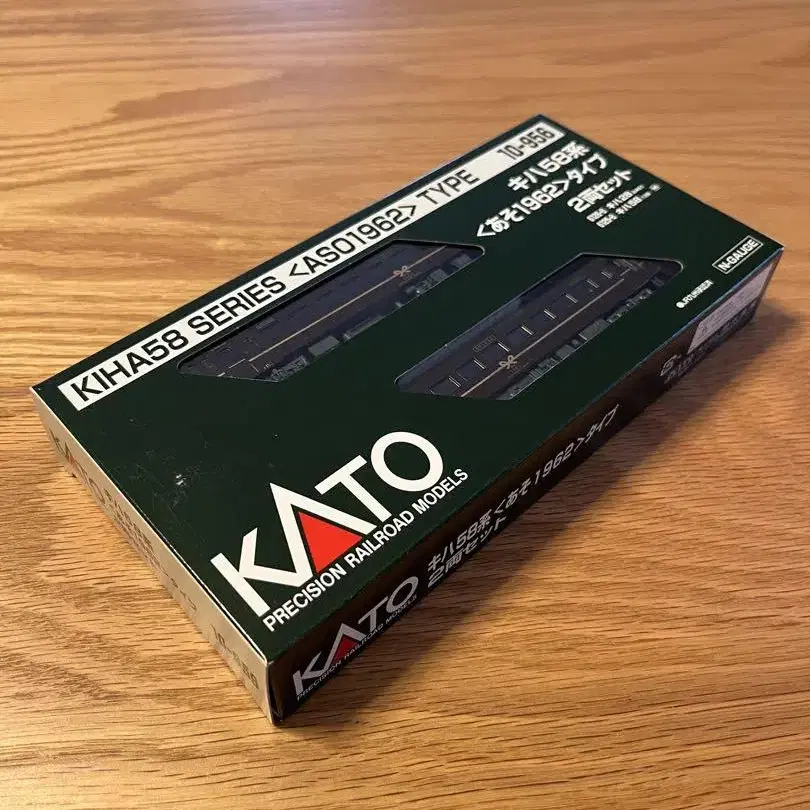 KIHA58 SERIES <ASO1962> TYPE 10-956
キハ58系
<あそ1962>タイプ
2両セット
N-GAUGE
KATO
PRECISION RAILROAD MODELS
KATO
PRECISION RAILROAD MODELS
キハ58系<あそ1962>タイプ
2両セット
KATO